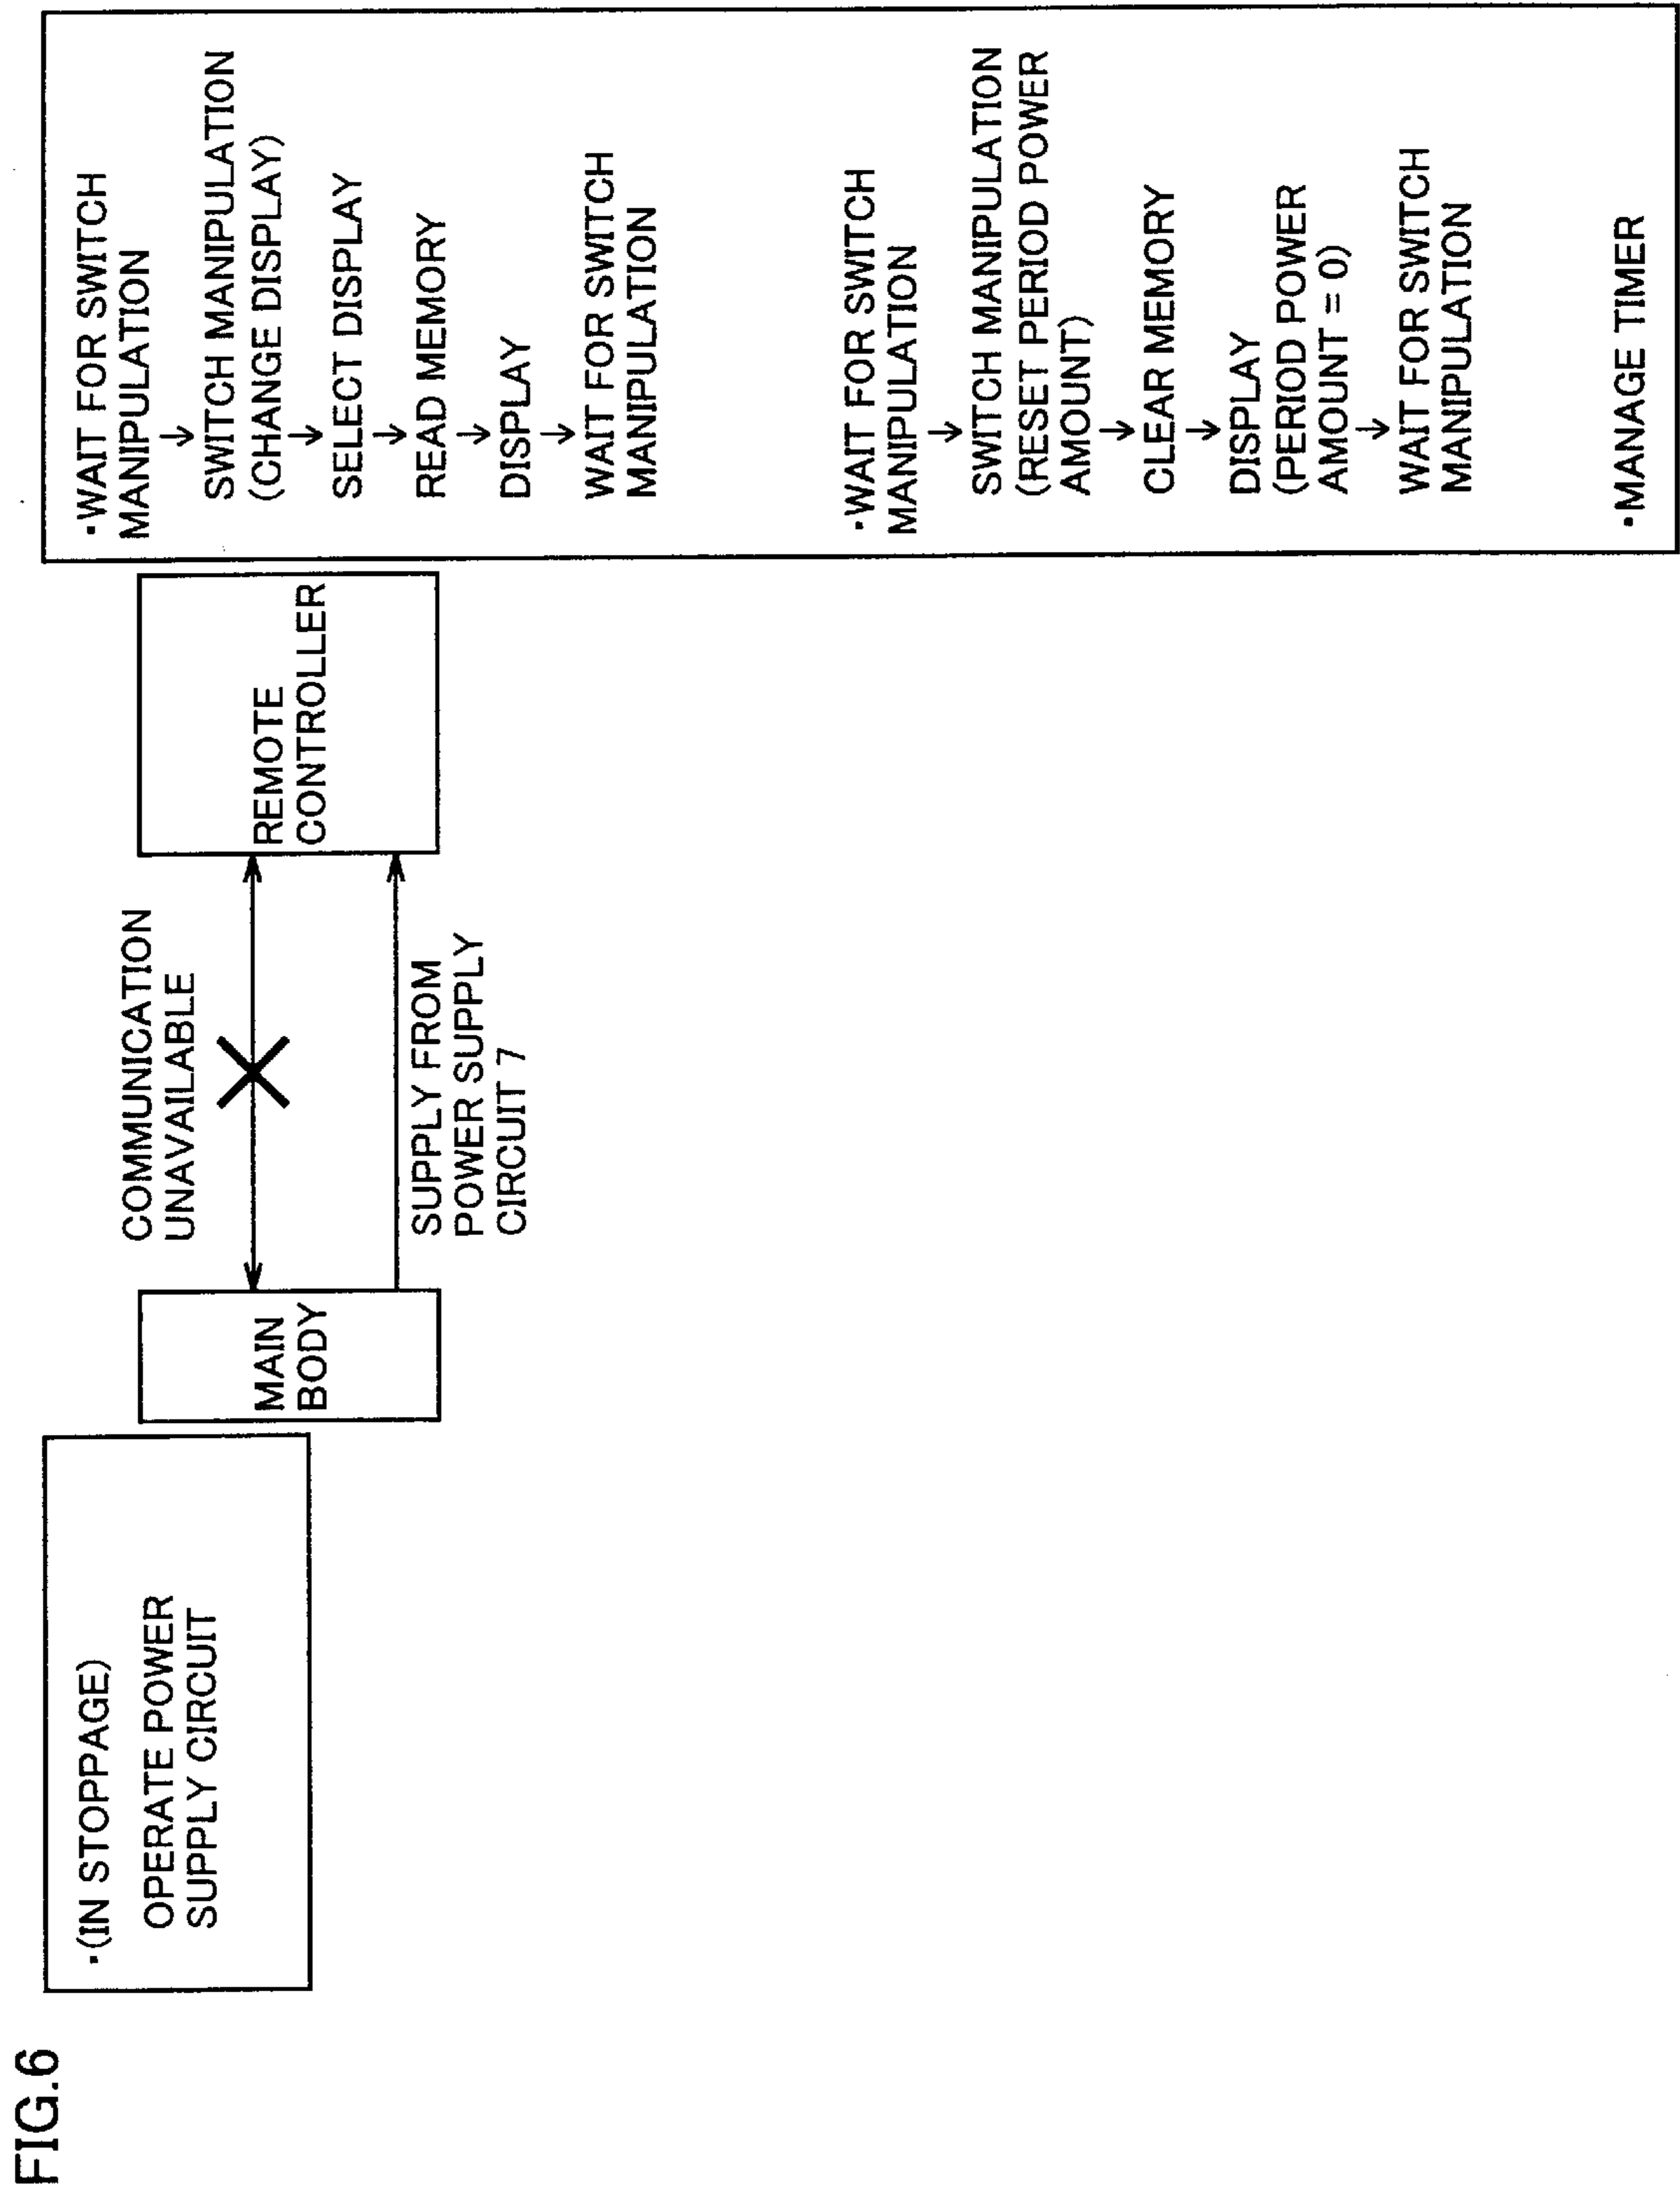 FIG.6
·(IN STOPPAGE)
OPERATE POWER
SUPPLY CIRCUIT
MAIN
BODY
COMMUNICATION
UNAVAILABLE
SUPPLY FROM
POWER SUPPLY
CIRCUIT 7
REMOTE
CONTROLLER
·WAIT FOR SWITCH
MANIPULATION
↓
SWITCH MANIPULATION
(CHANGE DISPLAY)
↓
SELECT DISPLAY
↓
READ MEMORY
↓
DISPLAY
↓
WAIT FOR SWITCH
MANIPULATION
·WAIT FOR SWITCH
MANIPULATION
↓
SWITCH MANIPULATION
(RESET PERIOD POWER
AMOUNT)
↓
CLEAR MEMORY
↓
DISPLAY
(PERIOD POWER
AMOUNT = 0)
↓
WAIT FOR SWITCH
MANIPULATION
·MANAGE TIMER